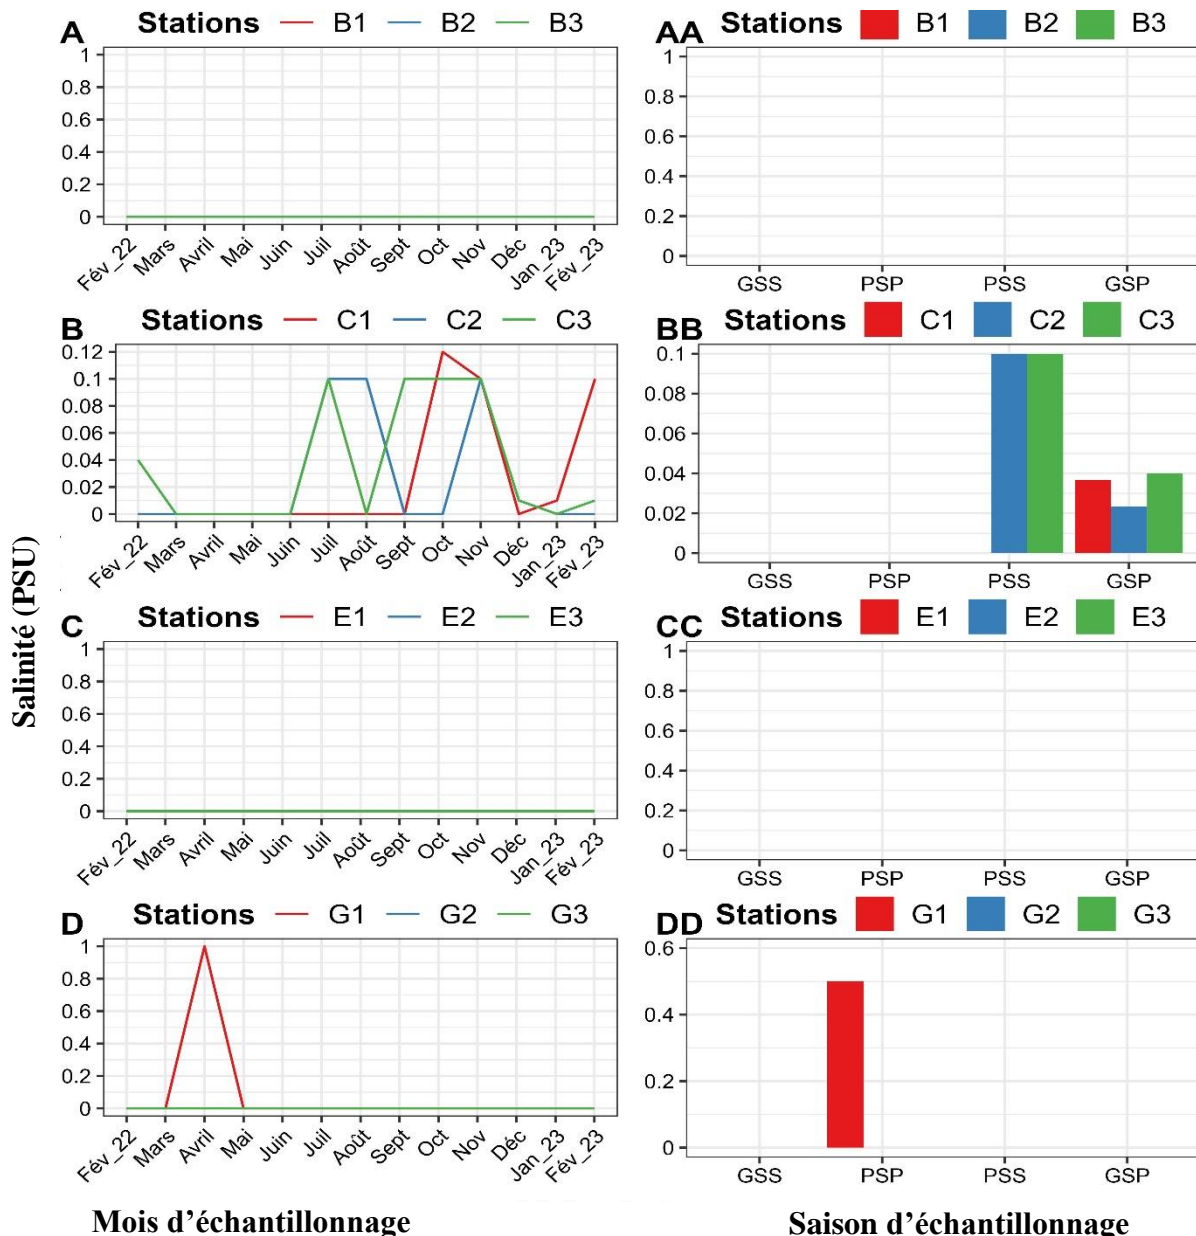 A Stations B1 B2 B3
1
0.8
0.6
0.4
0.2
0
Fév_22 Mars Avril Mai Juin Juil Août Sept Oct Nov Déc Jan_23 Fév_23
AA Stations B1 B2 B3
1
0.8
0.6
0.4
0.2
0
GSS PSP PSS GSP
B Stations C1 C2 C3
0.12
0.1
0.08
0.06
0.04
0.02
0
Fév_22 Mars Avril Mai Juin Juil Août Sept Oct Nov Déc Jan_23 Fév_23
BB Stations C1 C2 C3
0.1
0.08
0.06
0.04
0.02
0
GSS PSP PSS GSP
Salinité (PSU)
C Stations E1 E2 E3
1
0.8
0.6
0.4
0.2
0
Fév_22 Mars Avril Mai Juin Juil Août Sept Oct Nov Déc Jan_23 Fév_23
CC Stations E1 E2 E3
1
0.8
0.6
0.4
0.2
0
GSS PSP PSS GSP
D Stations G1 G2 G3
1
0.8
0.6
0.4
0.2
0
Fév_22 Mars Avril Mai Juin Juil Août Sept Oct Nov Déc Jan_23 Fév_23
DD Stations G1 G2 G3
0.6
0.4
0.2
0
GSS PSP PSS GSP
Mois d’échantillonnage
Saison d’échantillonnage